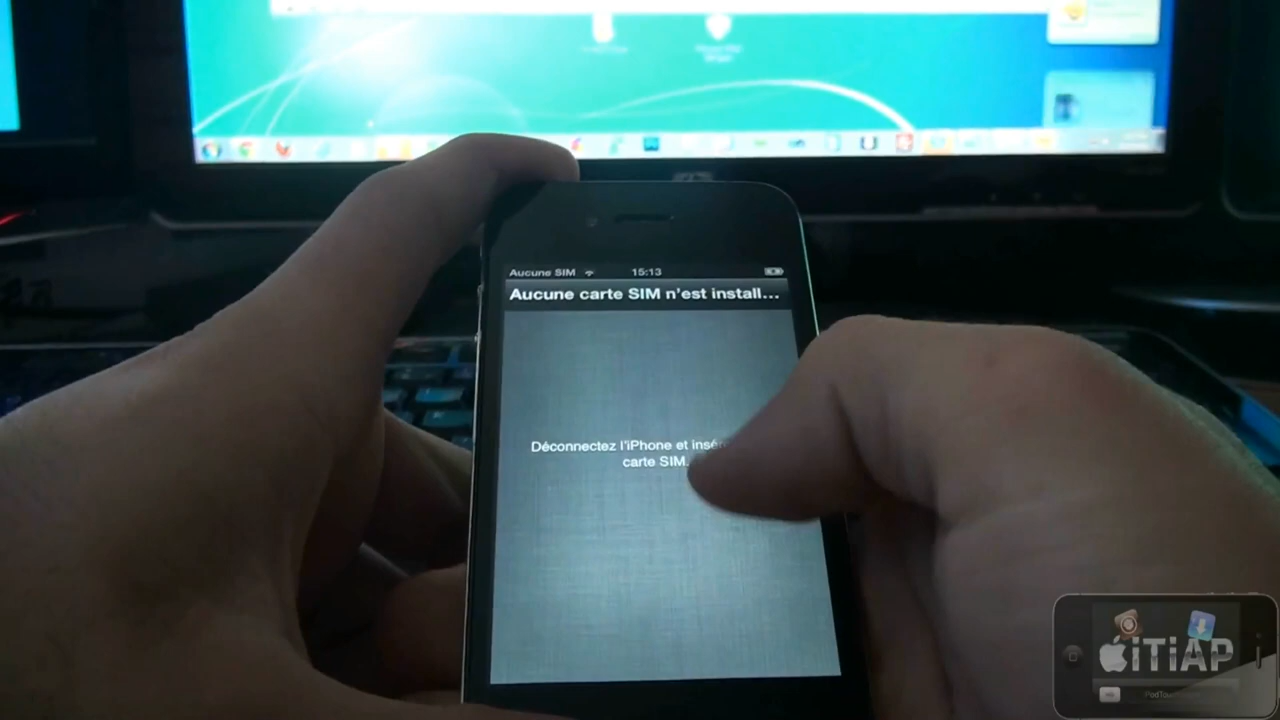 Aucune SIM 15:13
Aucune carte SIM n'est install...
Déconnectez l'iPhone et insé
carte SIM.
iTiAP